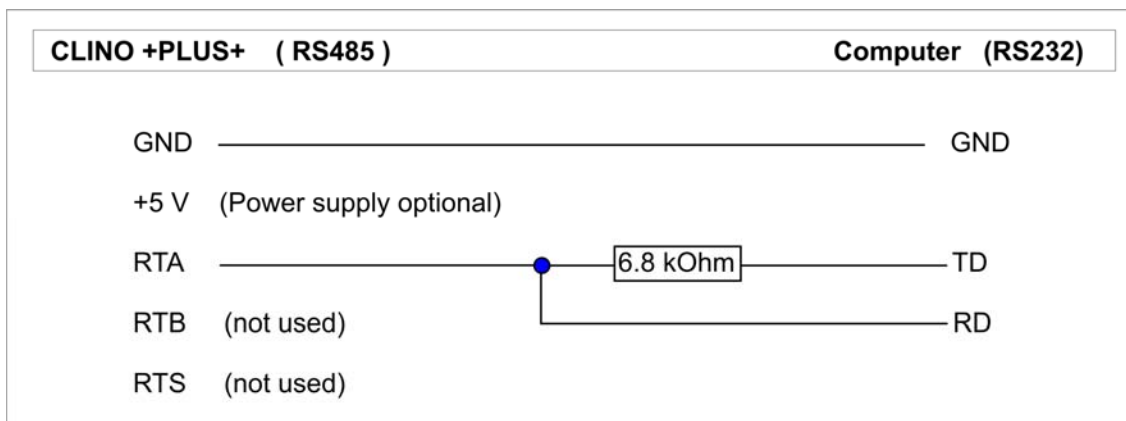 CLINO +PLUS+ ( RS485 ) Computer (RS232)
GND GND
+5 V (Power supply optional)
RTA 6.8 kOhm TD
RTB (not used) RD
RTS (not used)